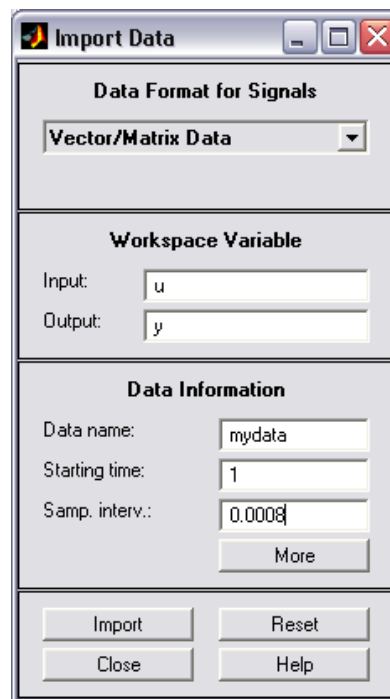 Import Data
Data Format for Signals
Vector/Matrix Data
Workspace Variable
Input: u
Output: y
Data Information
Data name: mydata
Starting time: 1
Samp. interv.: 0.0008
More
Import Reset
Close Help